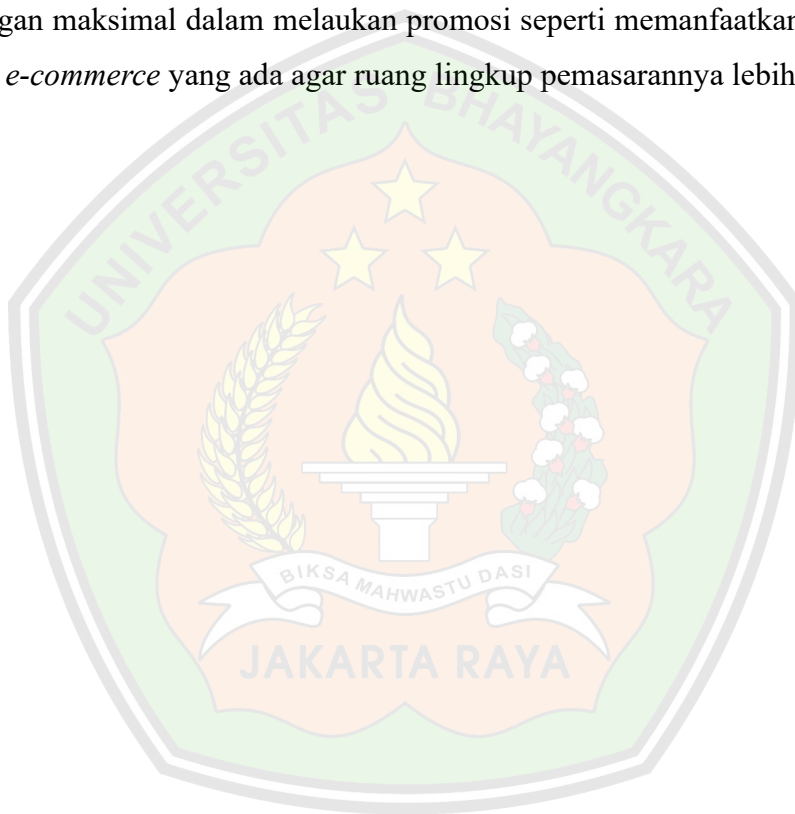 gan maksimal dalam melaukan promosi seperti memanfaatkan
e-commerce yang ada agar ruang lingkup pemasarannya lebih
UNIVERSITAS BHAYANGKARA
BIKSA MAHWASTU DASI
JAKARTA RAYA